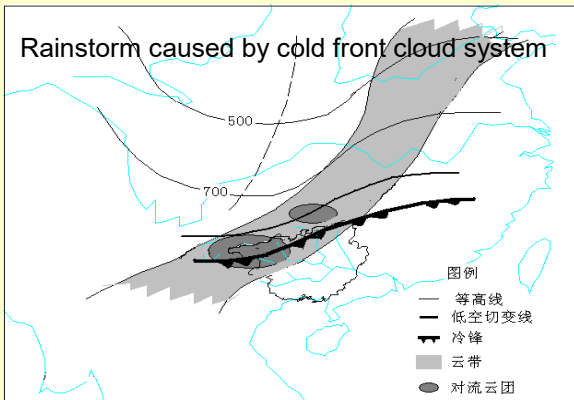 Rainstorm caused by cold front cloud system
500
700
图例
等高线
低空切变线
冷锋
云带
对流云团